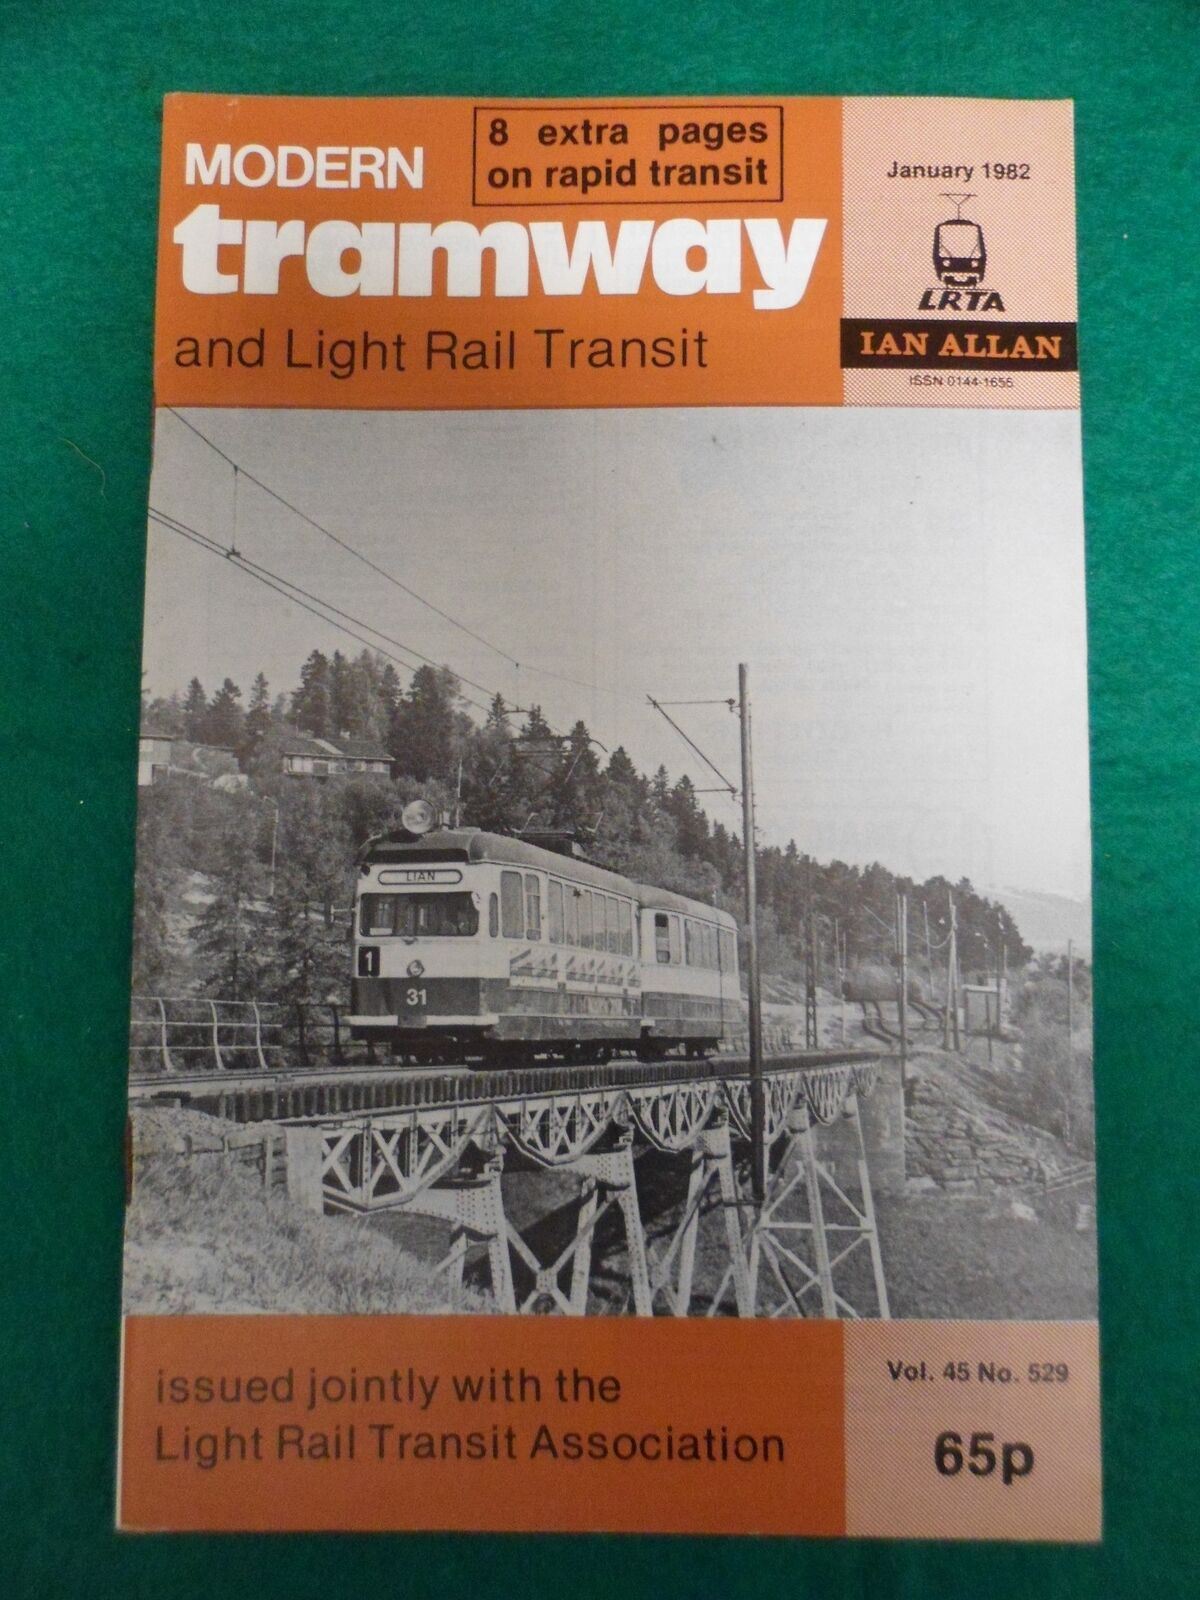 MODERN
tramway
and Light Rail Transit
8 extra pages
on rapid transit
January 1982
LRTA
IAN ALLAN
ISSN 0144-1655
LIAN
1
31
issued jointly with the
Light Rail Transit Association
Vol. 45 No. 529
65p